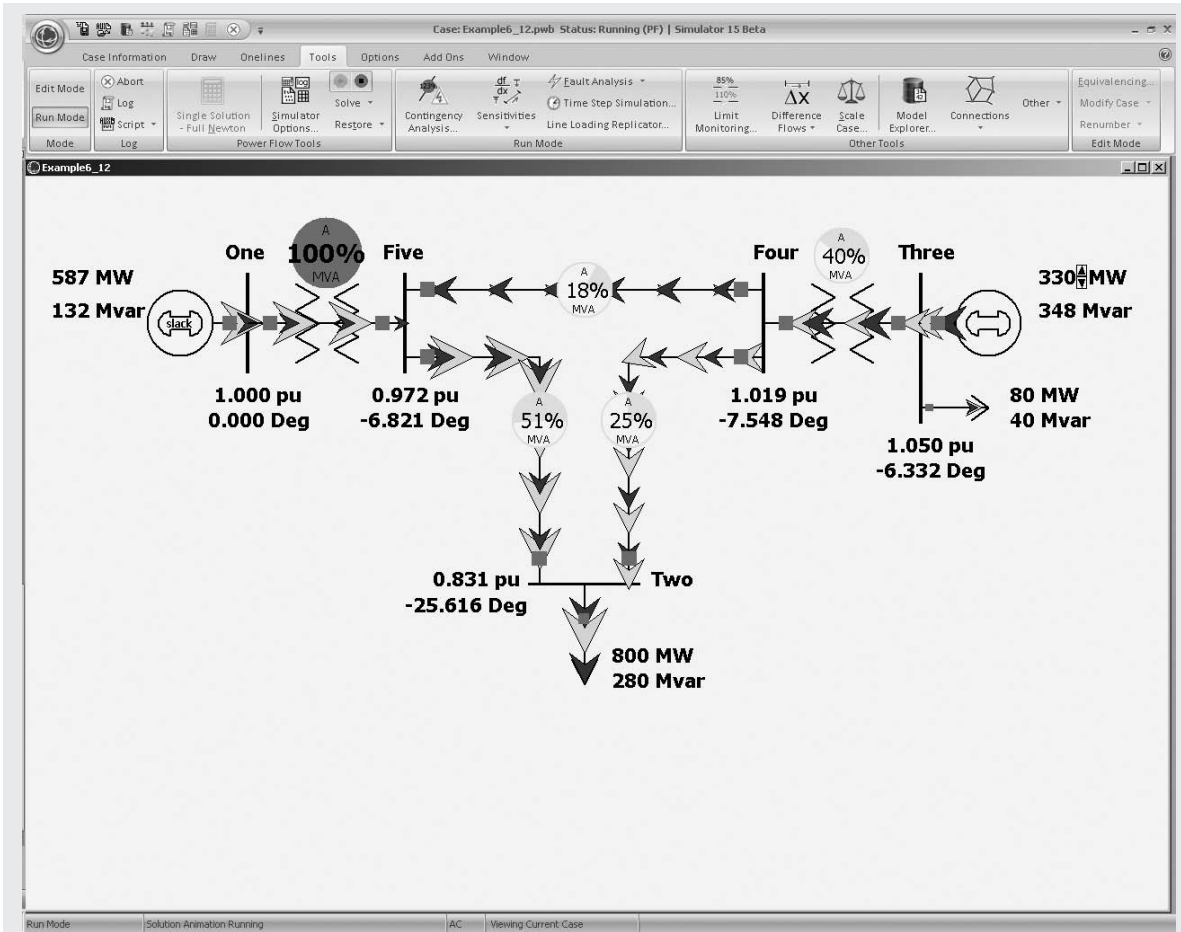 Case: Example6_12.pwb Status: Running (PF) | Simulator 15 Beta
Case Information Draw Onelines Tools Options Add Ons Window
Edit Mode
Run Mode
Mode
Abort
Log
Script
Log
Single Solution
- Full Newton
Simulator
Options...
Solve
Restore
Power Flow Tools
Contingency
Analysis...
Sensitivities
Fault Analysis
Time Step Simulation...
Line Loading Replicator...
Run Mode
85%
110%
Limit
Monitoring...
ΔX
Difference
Flows
Scale
Case...
Model
Explorer...
Connections
Other
Other Tools
Equivalencing...
Modify Case
Renumber
Edit Mode
Example6_12
One
A
100%
MVA
Five
Four
A
40%
MVA
Three
587 MW
132 Mvar
slack
A
18%
MVA
330 MW
348 Mvar
1.000 pu
0.000 Deg
0.972 pu
-6.821 Deg
A
51%
MVA
A
25%
MVA
1.019 pu
-7.548 Deg
80 MW
40 Mvar
1.050 pu
-6.332 Deg
0.831 pu
-25.616 Deg
Two
800 MW
280 Mvar
Run Mode Solution Animation Running AC Viewing Current Case